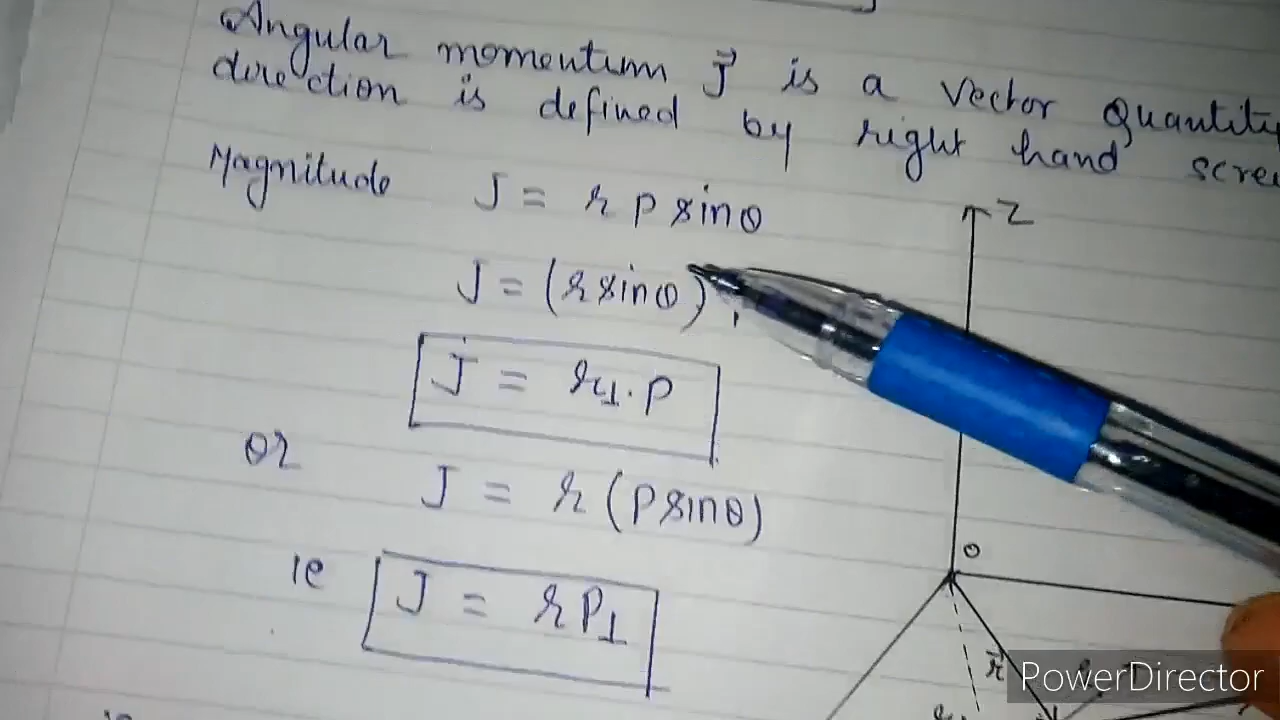 Angular momentum J⃗ is a vector quantity
direction is defined by right hand screw
Magnitude J = r p sinθ
J = (r sinθ)
J = r⊥ . p
or
J = r (p sinθ)
ie J = r P⊥
Z
O
r⃗
PowerDirector